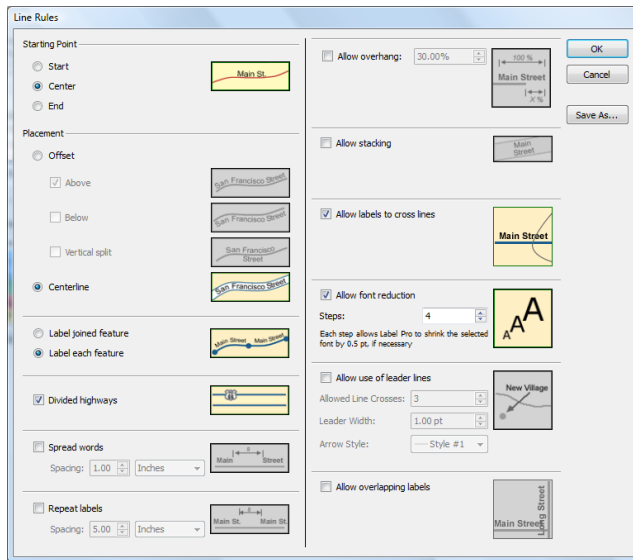 Line Rules
Starting Point
Start
Center
End
Main St.
Placement
Offset
Above
San Francisco Street
Below
San Francisco Street
Vertical split
San Francisco
Street
Centerline
San Francisco Street
Label joined feature
Label each feature
Main Street Main Street
Divided highways
Spread words
Spacing: 1.00 Inches
Main Street
Repeat labels
Spacing: 5.00 Inches
Main St. Main St.
Allow overhang: 30.00%
100 %
Main Street
X %
Allow stacking
Main
Street
Allow labels to cross lines
Main Street
Allow font reduction
Steps: 4
Each step allows Label Pro to shrink the selected
font by 0.5 pt, if necessary
A A A
Allow use of leader lines
Allowed Line Crosses: 3
Leader Width: 1.00 pt
Arrow Style: Style #1
New Village
Allow overlapping labels
Main Street
Long Street
OK
Cancel
Save As...